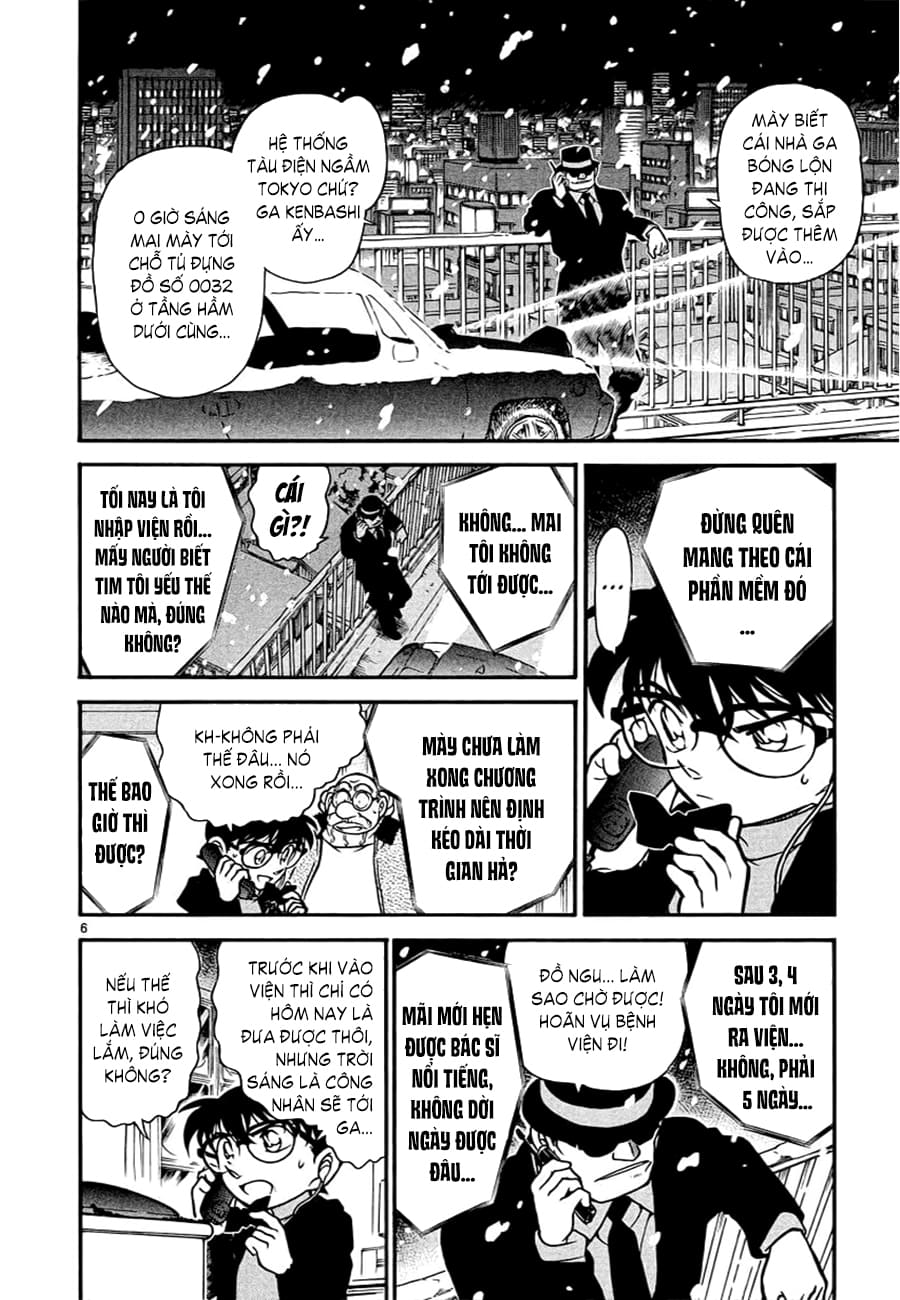 MÀY BIẾT
CÁI NHÀ GA
BÓNG LỘN
ĐANG THI
CÔNG, SẮP
ĐƯỢC THÊM
VÀO...
HỆ THỐNG
TÀU ĐIỆN NGẦM
TOKYO CHỨ?
GA KENBASHI
ẤY...
0 GIỜ SÁNG
MAI MÀY TỚI
CHỖ TỦ ĐỰNG
ĐỒ SỐ 0032
Ở TẦNG HẦM
DƯỚI CÙNG...
ĐỪNG QUÊN
MANG THEO CÁI
PHẦN MỀM ĐÓ
...
...
KHÔNG... MAI
TÔI KHÔNG
TỚI ĐƯỢC...
CÁI
GÌ?!
TỐI NAY LÀ TÔI
NHẬP VIỆN RỒI...
MẤY NGƯỜI BIẾT
TIM TÔI YẾU THẾ
NÀO MÀ, ĐÚNG
KHÔNG?
MÀY CHƯA LÀM
XONG CHƯƠNG
TRÌNH NÊN ĐỊNH
KÉO DÀI THỜI
GIAN HẢ?
KH-KHÔNG PHẢI
THẾ ĐÂU... NÓ
XONG RỒI...
THẾ BAO
GIỜ THÌ
ĐƯỢC?
6
SAU 3, 4
NGÀY TÔI MỚI
RA VIỆN...
KHÔNG, PHẢI
5 NGÀY...
ĐỒ NGU... LÀM
SAO CHỜ ĐƯỢC!
HOÃN VỤ BỆNH
VIỆN ĐI!
MÃI MỚI HẸN
ĐƯỢC BÁC SĨ
NỔI TIẾNG,
KHÔNG DỜI
NGÀY ĐƯỢC
ĐÂU...
TRƯỚC KHI VÀO
VIỆN THÌ CHỈ CÓ
HÔM NAY LÀ
ĐƯA ĐƯỢC THÔI,
NHƯNG TRỜI
SÁNG LÀ CÔNG
NHÂN SẼ TỚI
GA...
NẾU THẾ
THÌ KHÓ
LÀM VIỆC
LẮM, ĐÚNG
KHÔNG?